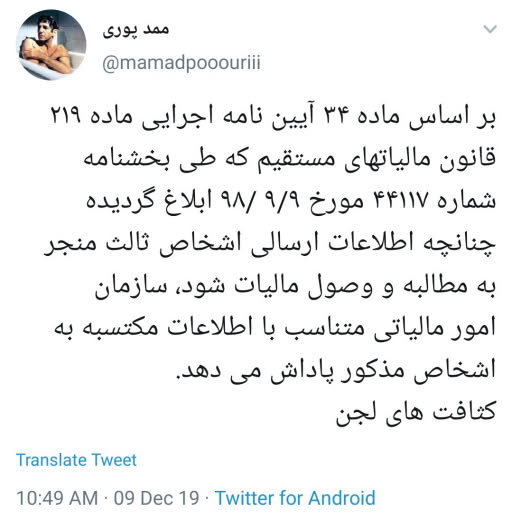 ممد پوری
@mamadpooouriii
بر اساس ماده ۳۴ آیین نامه اجرایی ماده ۲۱۹
قانون مالیاتهای مستقیم که طی بخشنامه
شماره ۴۴۱۱۷ مورخ ۹/۹ /۹۸ ابلاغ گردیده
چنانچه اطلاعات ارسالی اشخاص ثالث منجر
به مطالبه و وصول مالیات شود، سازمان
امور مالیاتی متناسب با اطلاعات مکتسبه به
اشخاص مذکور پاداش می دهد.
کثافت های لجن
Translate Tweet
10:49 AM · 09 Dec 19 · Twitter for Android